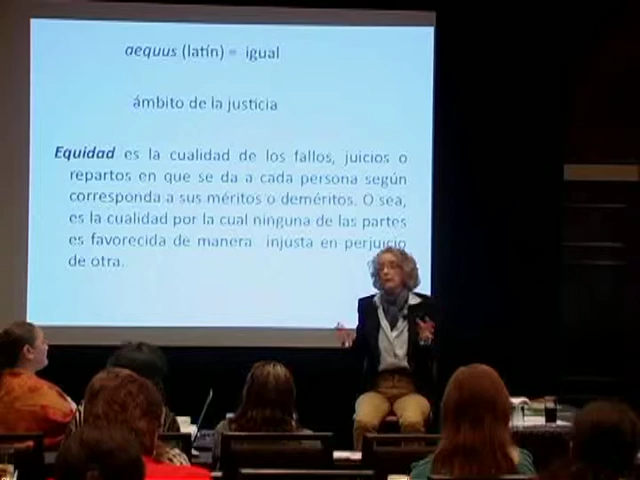 aequus (latín) = igual
ámbito de la justicia
Equidad es la cualidad de los fallos, juicios o
repartos en que se da a cada persona según
corresponda a sus méritos o deméritos. O sea,
es la cualidad por la cual ninguna de las partes
es favorecida de manera injusta en perjuicio
de otra.